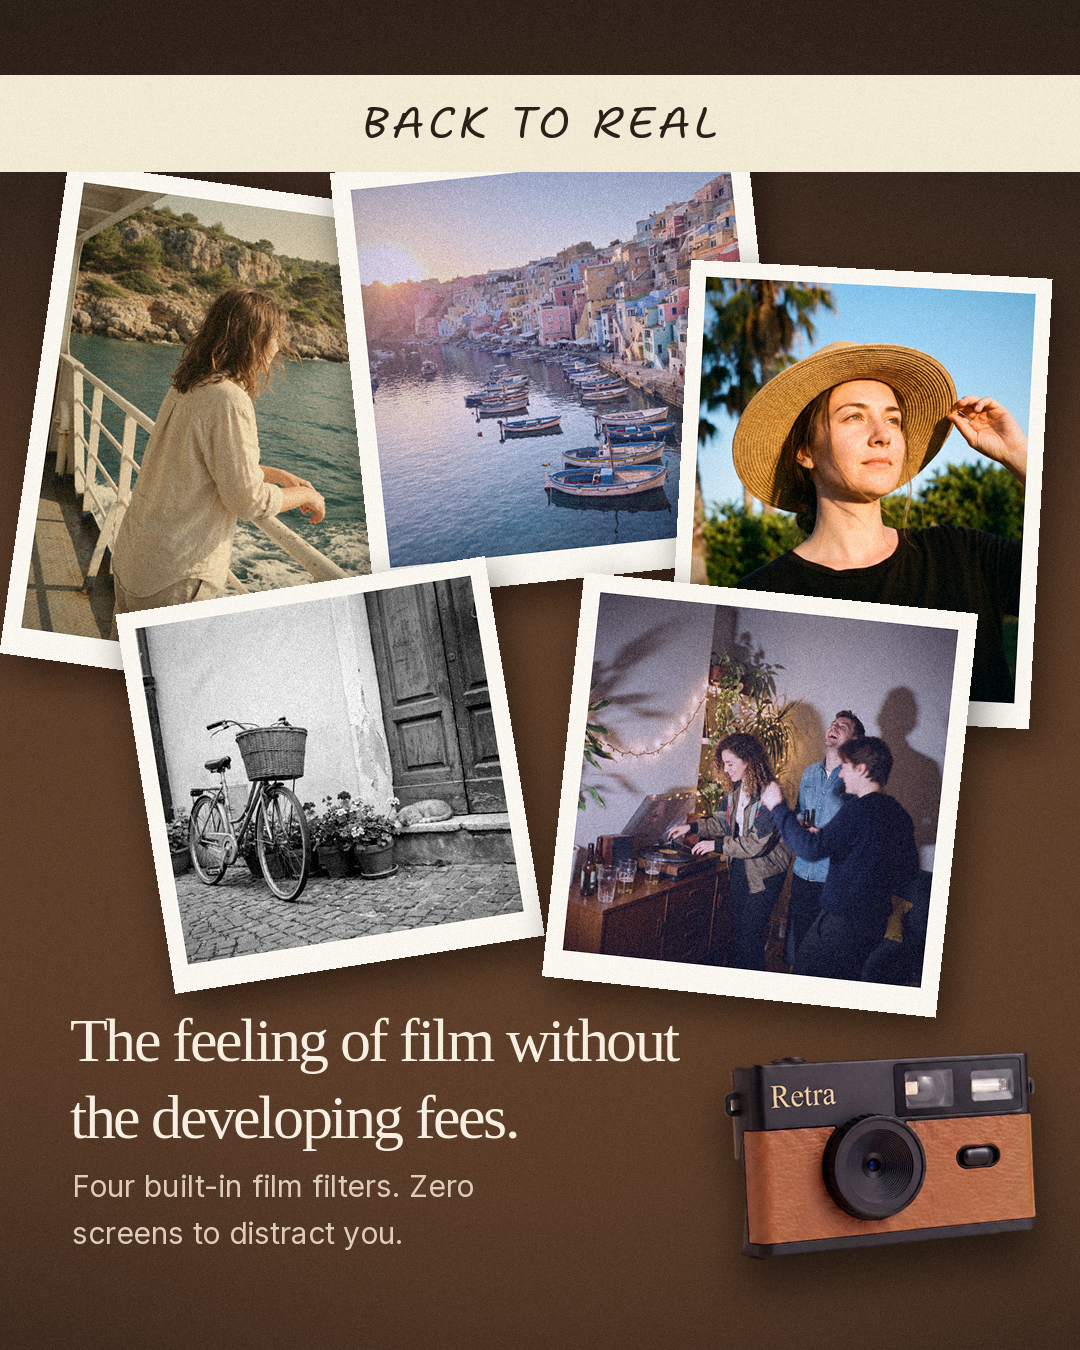 BACK TO REAL
The feeling of film without
the developing fees.
Four built-in film filters. Zero
screens to distract you.
Retra